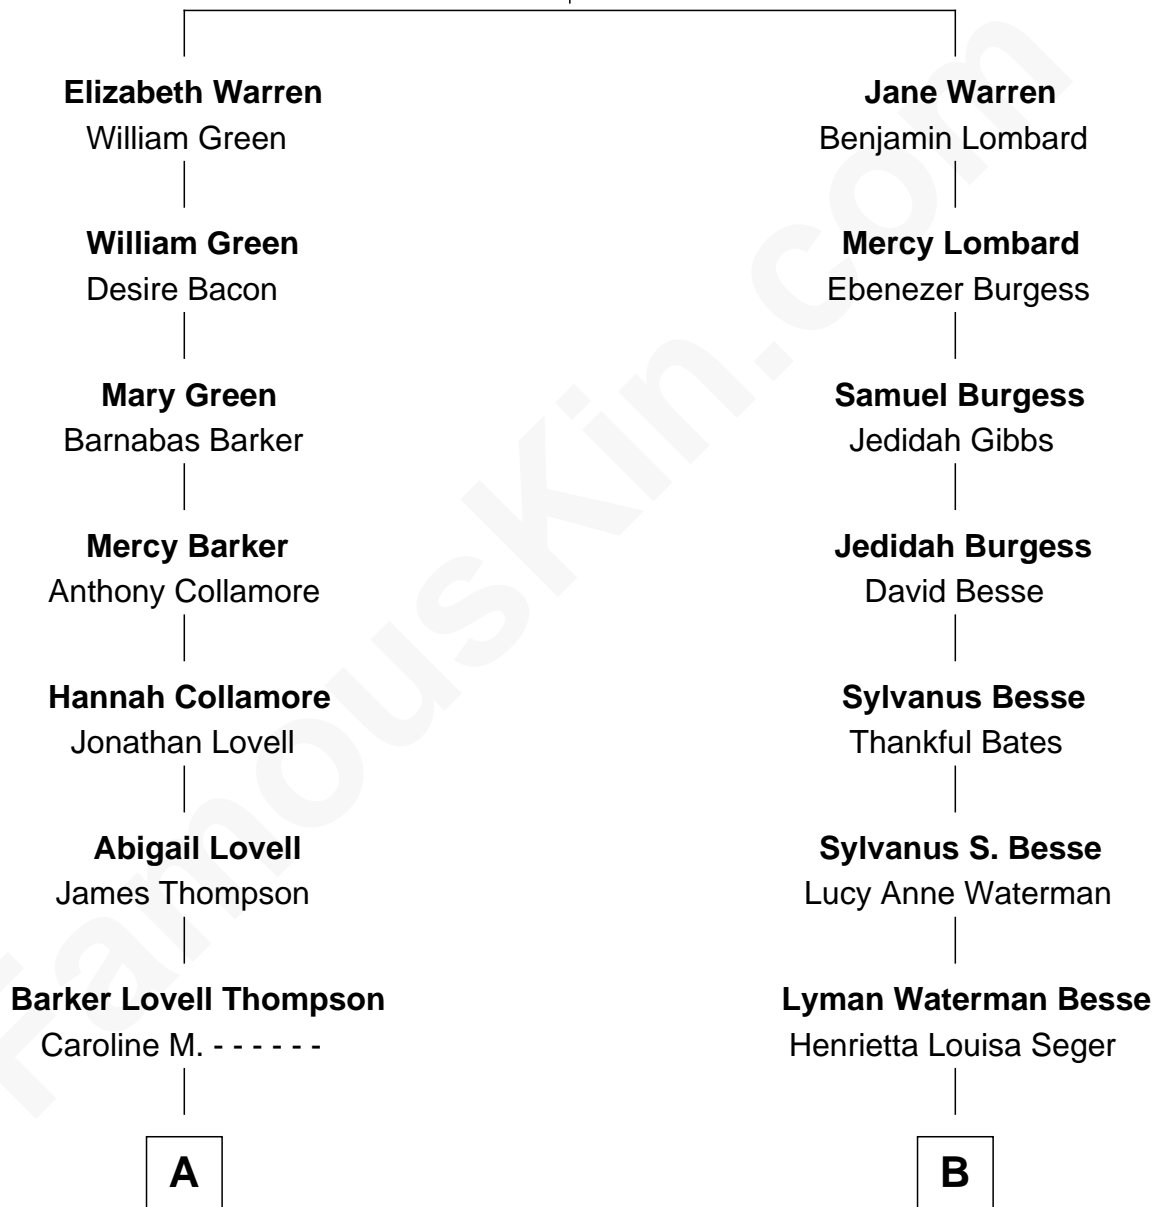 Elizabeth Warren
William Green
William Green
Desire Bacon
Mary Green
Barnabas Barker
Mercy Barker
Anthony Collamore
Hannah Collamore
Jonathan Lovell
Abigail Lovell
James Thompson
Barker Lovell Thompson
Caroline M. - - - - - -
A
Jane Warren
Benjamin Lombard
Mercy Lombard
Ebenezer Burgess
Samuel Burgess
Jedidah Gibbs
Jedidah Burgess
David Besse
Sylvanus Besse
Thankful Bates
Sylvanus S. Besse
Lucy Anne Waterman
Lyman Waterman Besse
Henrietta Louisa Seger
B
FamousKin.com